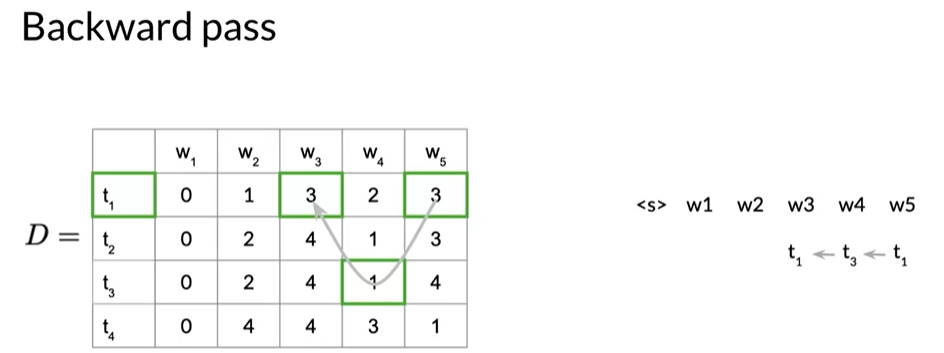 Backward pass
w₁ w₂ w₃ w₄ w₅
t₁ 0 1 3 2 3
<s> w1 w2 w3 w4 w5
D = t₂ 0 2 4 1 3
t₁ ← t₃ ← t₁
t₃ 0 2 4 1 4
t₄ 0 4 4 3 1